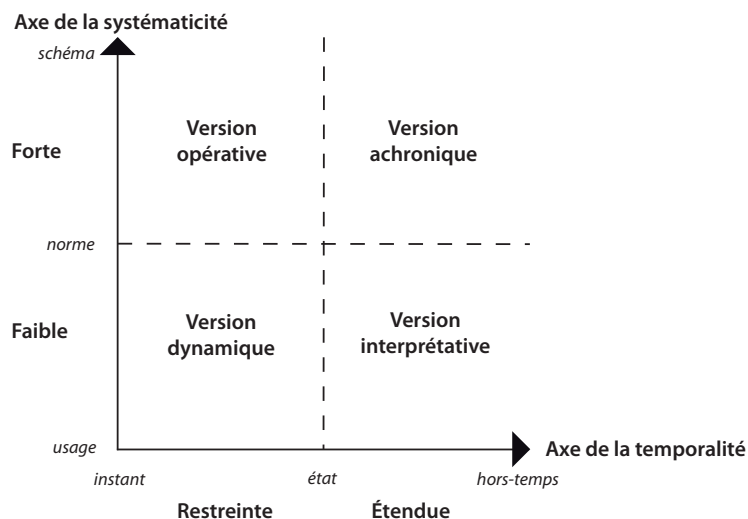 Axe de la systématicité
schéma
Version
opérative
Version
achronique
Forte
norme
Faible
Version
dynamique
Version
interprétative
usage
Axe de la temporalité
instant
état
hors-temps
Restreinte
Étendue